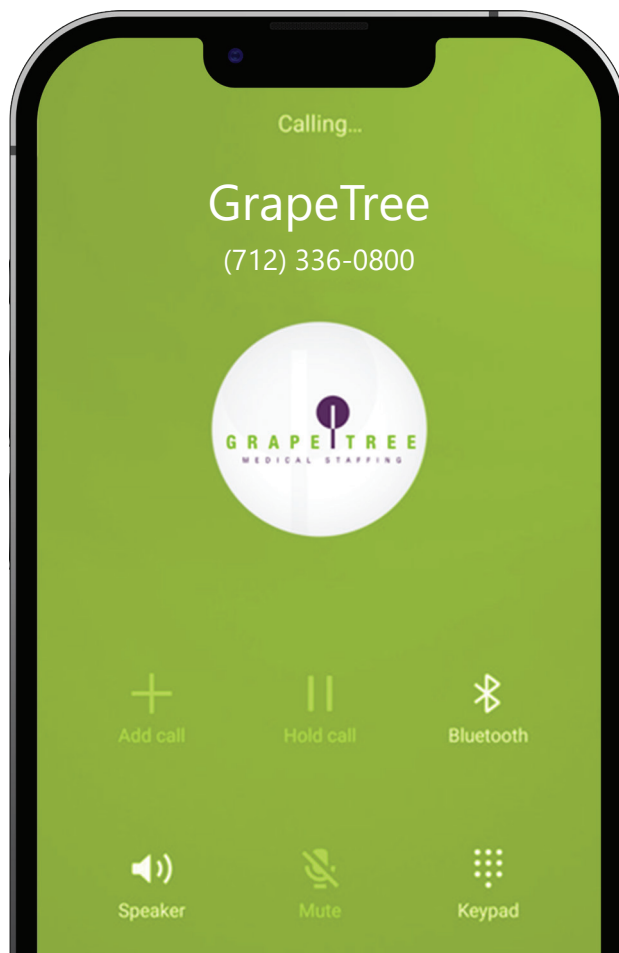 Calling...
GrapeTree
(712) 336-0800
GRAPETREE
MEDICAL STAFFING
Add call
Hold call
Bluetooth
Speaker
Mute
Keypad